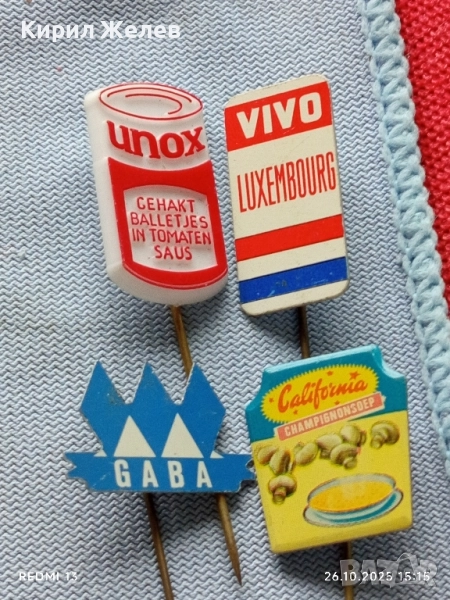 Кирил Желев
unox
GEHAKT
BALLETJES
IN TOMATEN
SAUS
VIVO
LUXEMBOURG
GABA
California
CHAMPIGNONSOEP
REDMI 13
26.10.2025 15:15